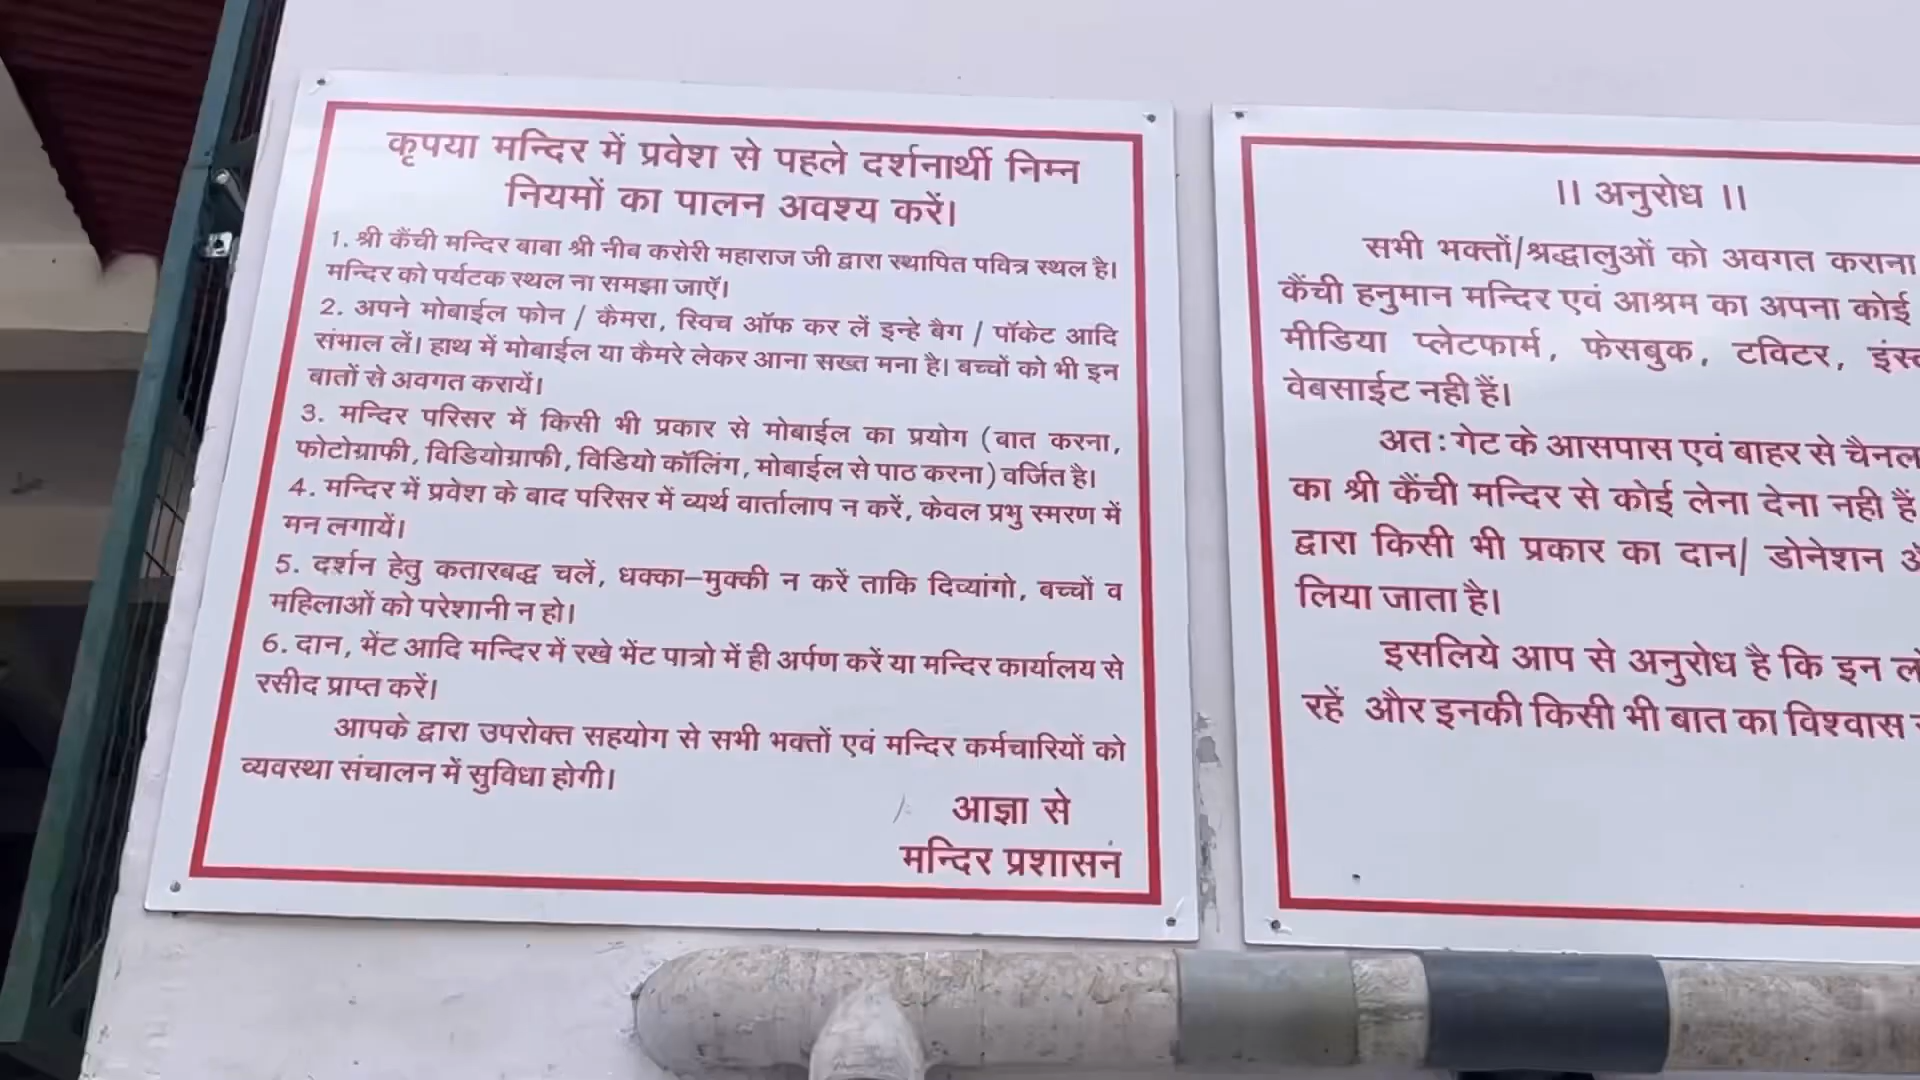 कृपया मन्दिर में प्रवेश से पहले दर्शनार्थी निम्न
नियमों का पालन अवश्य करें।
1. श्री कैंची मन्दिर बाबा श्री नीब करोरी महाराज जी द्वारा स्थापित पवित्र स्थल है।
मन्दिर को पर्यटक स्थल ना समझा जाऐं।
2. अपने मोबाईल फोन / कैमरा, स्विच ऑफ कर लें इन्हे बैग / पॉकेट आदि
संभाल लें। हाथ में मोबाईल या कैमरे लेकर आना सख्त मना है। बच्चों को भी इन
बातों से अवगत करायें।
3. मन्दिर परिसर में किसी भी प्रकार से मोबाईल का प्रयोग (बात करना,
फोटोग्राफी, विडियोग्राफी, विडियो कॉलिंग, मोबाईल से पाठ करना) वर्जित है।
4. मन्दिर में प्रवेश के बाद परिसर में व्यर्थ वार्तालाप न करें, केवल प्रभु स्मरण में
मन लगायें।
5. दर्शन हेतु कतारबद्ध चलें, धक्का–मुक्की न करें ताकि दिव्यांगो, बच्चों व
महिलाओं को परेशानी न हो।
6. दान, भेंट आदि मन्दिर में रखे भेंट पात्रो में ही अर्पण करें या मन्दिर कार्यालय से
रसीद प्राप्त करें।
आपके द्वारा उपरोक्त सहयोग से सभी भक्तों एवं मन्दिर कर्मचारियों को
व्यवस्था संचालन में सुविधा होगी।
आज्ञा से
मन्दिर प्रशासन
।। अनुरोध ।।
सभी भक्तों/श्रद्धालुओं को अवगत कराना
कैंची हनुमान मन्दिर एवं आश्रम का अपना कोई
मीडिया प्लेटफार्म, फेसबुक, टविटर,
वेबसाईट नही हैं।
अत: गेट के आसपास एवं बाहर से चैनल
का श्री कैंची मन्दिर से कोई लेना देना नही हैं
द्वारा किसी भी प्रकार का दान/ डोनेशन
लिया जाता है।
इसलिये आप से अनुरोध है कि इन
रहें और इनकी किसी भी बात का विश्वास